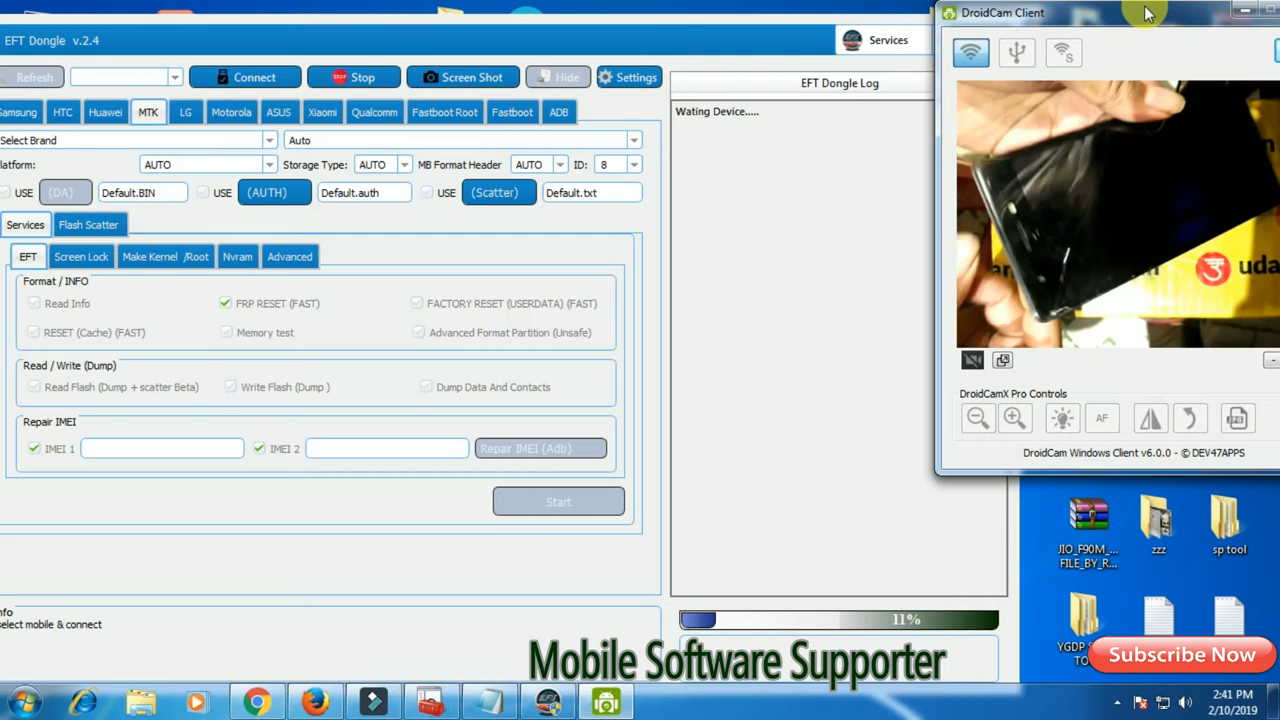 EFT Dongle v.2.4
Services
DroidCam Client
Refresh
Connect
STOP Stop
Screen Shot
Hide
Settings
EFT Dongle Log
Samsung HTC Huawei MTK LG Motorola ASUS Xiaomi Qualcomm Fastboot Root Fastboot ADB
Wating Device.....
Select Brand Auto
latform: AUTO Storage Type: AUTO MB Format Header AUTO ID: 8
USE (DA) Default.BIN USE (AUTH) Default.auth USE (Scatter) Default.txt
Services Flash Scatter
EFT Screen Lock Make Kernel /Root Nvram Advanced
uda
Format / INFO
Read Info FRP RESET (FAST) FACTORY RESET (USERDATA) (FAST)
RESET (Cache) (FAST) Memory test Advanced Format Partition (Unsafe)
Read / Write (Dump)
Read Flash (Dump + scatter Beta) Write Flash (Dump ) Dump Data And Contacts
Repair IMEI
IMEI 1 IMEI 2 Repair IMEI (Adb)
Start
DroidCamX Pro Controls
AF
JPG
DroidCam Windows Client v6.0.0 - © DEV47APPS
JIO_F90M_...
FILE_BY_R...
zzz
sp tool
nfo
select mobile & connect
11%
YGDP S
TO
Mobile Software Supporter
Subscribe Now
2:41 PM
2/10/2019